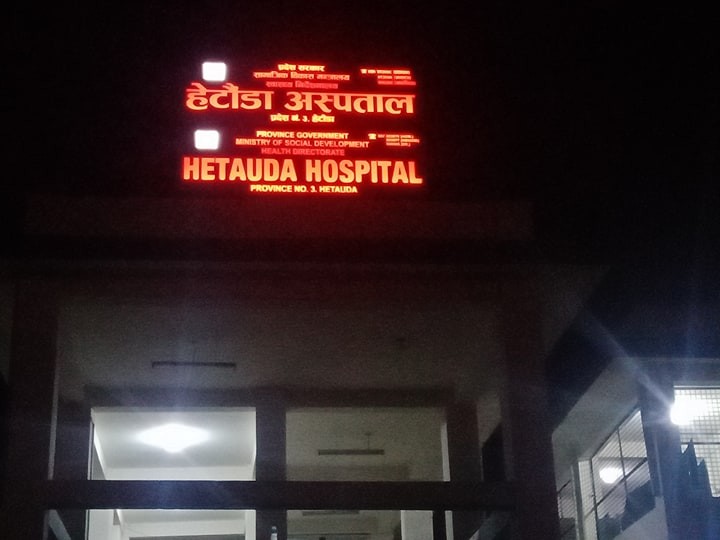 प्रदेश सरकार
सामाजिक विकास मन्त्रालय
स्वास्थ्य निर्देशनालय
हेटौंडा अस्पताल
प्रदेश नं. ३. हेटौंडा
PROVINCE GOVERNMENT
MINISTRY OF SOCIAL DEVELOPMENT
HEALTH DIRECTORATE
HETAUDA HOSPITAL
PROVINCE NO. 3. HETAUDA